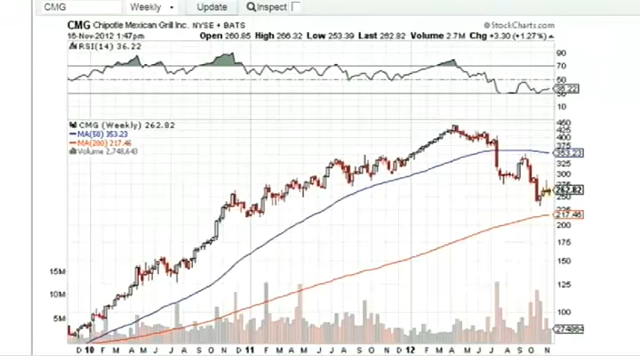 CMG Weekly Update Inspect
CMG Chipotle Mexican Grill Inc. NYSE + BATS © StockCharts.com
16-Nov-2012 1:47pm Open 260.85 High 266.32 Low 253.39 Last 262.82 Volume 2.7M Chg +3.30 (+1.27%)
RSI(14) 36.22
90
70
50
36.22
30
10
CMG (Weekly) 262.82
MA(50) 353.23
MA(200) 217.46
Volume 2,748,643
450
425
400
375
353.23
325
300
275
262.82
250
225
217.46
200
175
150
125
100
15M
10M
5M
D 10 F M A M J J A S O N D 11 F M A M J J A S O N D 12 F M A M J J A S O N